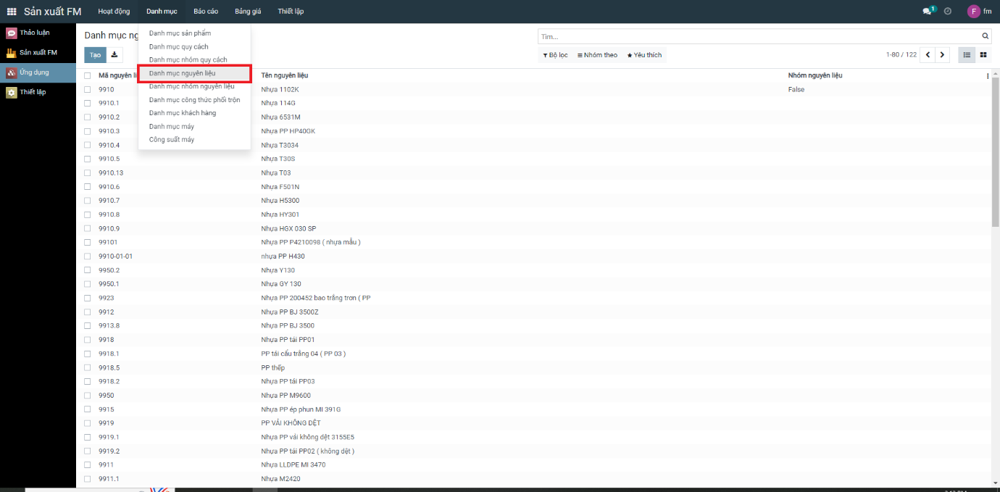 Sản xuất FM Hoạt động Danh mục Báo cáo Bảng giá Thiết lập 1 F fm
Thảo luận
Sản xuất FM
Ứng dụng
Thiết lập
Danh mục ng
Tìm...
Tạo
Bộ lọc Nhóm theo Yêu thích 1-80 / 122
Danh mục sản phẩm
Danh mục quy cách
Danh mục nhóm quy cách
Danh mục nguyên liệu
Danh mục nhóm nguyên liệu
Danh mục công thức phối trộn
Danh mục khách hàng
Danh mục máy
Công suất máy
Mã nguyên li Tên nguyên liệu Nhóm nguyên liệu
9910 Nhựa 1102K False
9910.1 Nhựa 114G
9910.2 Nhựa 6531M
9910.3 Nhựa PP HP40GK
9910.4 Nhựa T3034
9910.5 Nhựa T30S
9910.13 Nhựa T03
9910.6 Nhựa F501N
9910.7 Nhựa H5300
9910.8 Nhựa HY301
9910.9 Nhựa HGX 030 SP
99101 Nhựa PP P4210098 ( nhựa mẫu )
9910-01-01 nhựa PP H430
9950.2 Nhựa Y130
9950.1 Nhựa GY 130
9923 Nhựa PP 200452 bao trắng trơn ( PP
9912 Nhựa PP BJ 3500Z
9913.8 Nhựa PP BJ 3500
9918 Nhựa PP tái PP01
9918.1 PP tái cấu trắng 04 ( PP 03 )
9918.5 PP thếp
9918.2 Nhựa PP tái PP03
9950 Nhựa PP M9600
9915 Nhựa PP ép phun MI 391G
9919 PP VẢI KHÔNG DỆT
9919.1 Nhựa PP vải không dệt 3155E5
9919.2 Nhựa PP tái PP02 ( không dệt )
9911 Nhựa LLDPE MI 3470
9911.1 Nhựa M2420